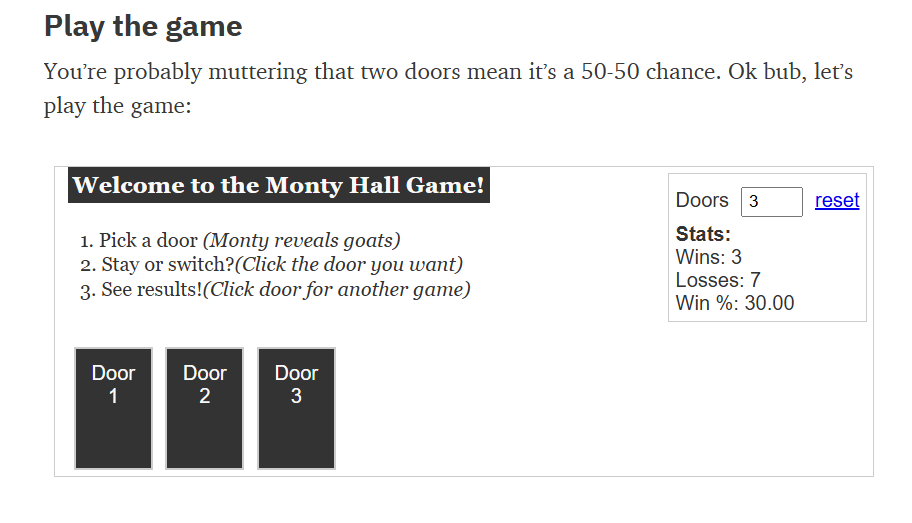 Play the game
You’re probably muttering that two doors mean it’s a 50-50 chance. Ok bub, let’s
play the game:
Welcome to the Monty Hall Game!
1. Pick a door (Monty reveals goats)
2. Stay or switch?(Click the door you want)
3. See results!(Click door for another game)
Doors 3 reset
Stats:
Wins: 3
Losses: 7
Win %: 30.00
Door
1
Door
2
Door
3